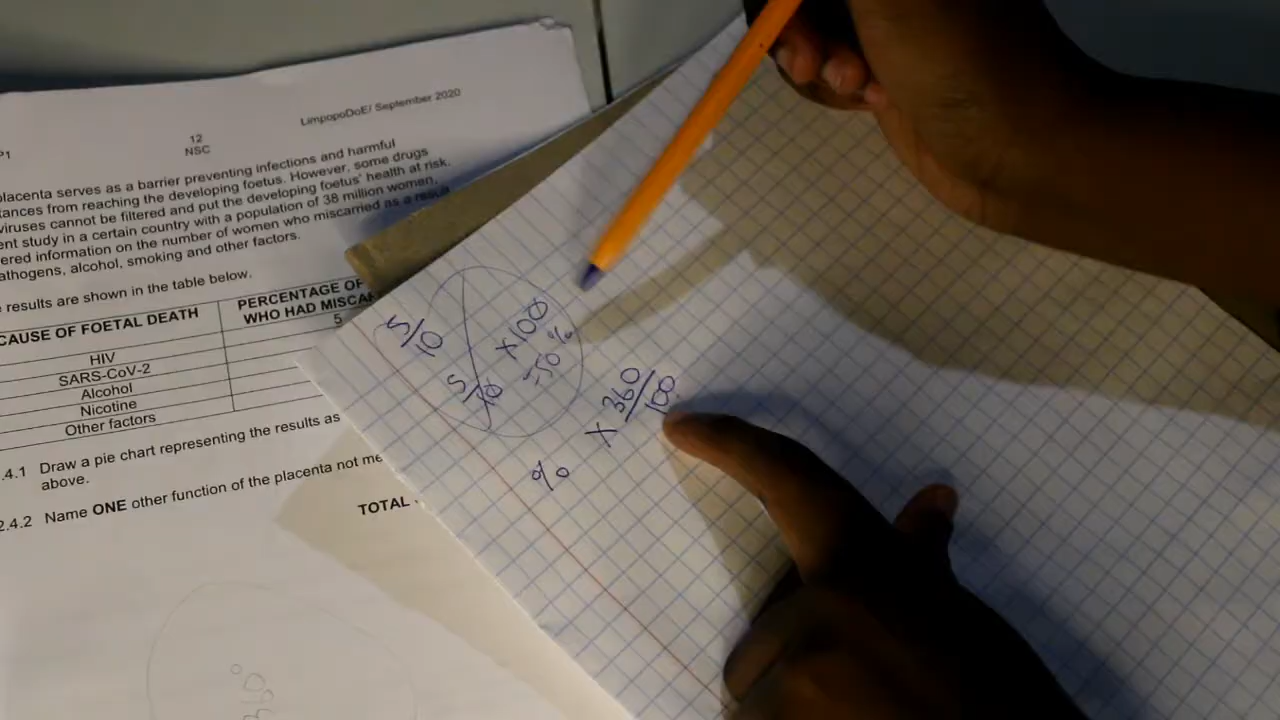 LimpopoDoE/ September 2020
P1
12
NSC
placenta serves as a barrier preventing infections and harmful
tances from reaching the developing foetus. However, some drugs
viruses cannot be filtered and put the developing foetus' health at risk.
ent study in a certain country with a population of 38 million women,
ered information on the number of women who miscarried as a result
athogens, alcohol, smoking and other factors.
e results are shown in the table below.
CAUSE OF FOETAL DEATH
PERCENTAGE OF
WHO HAD MISCA
HIV
5
SARS-CoV-2
Alcohol
Nicotine
Other factors
.4.1 Draw a pie chart representing the results as
above.
2.4.2 Name ONE other function of the placenta not me
TOTAL
5/10
5/10 ×100
=50%
% × 360/100